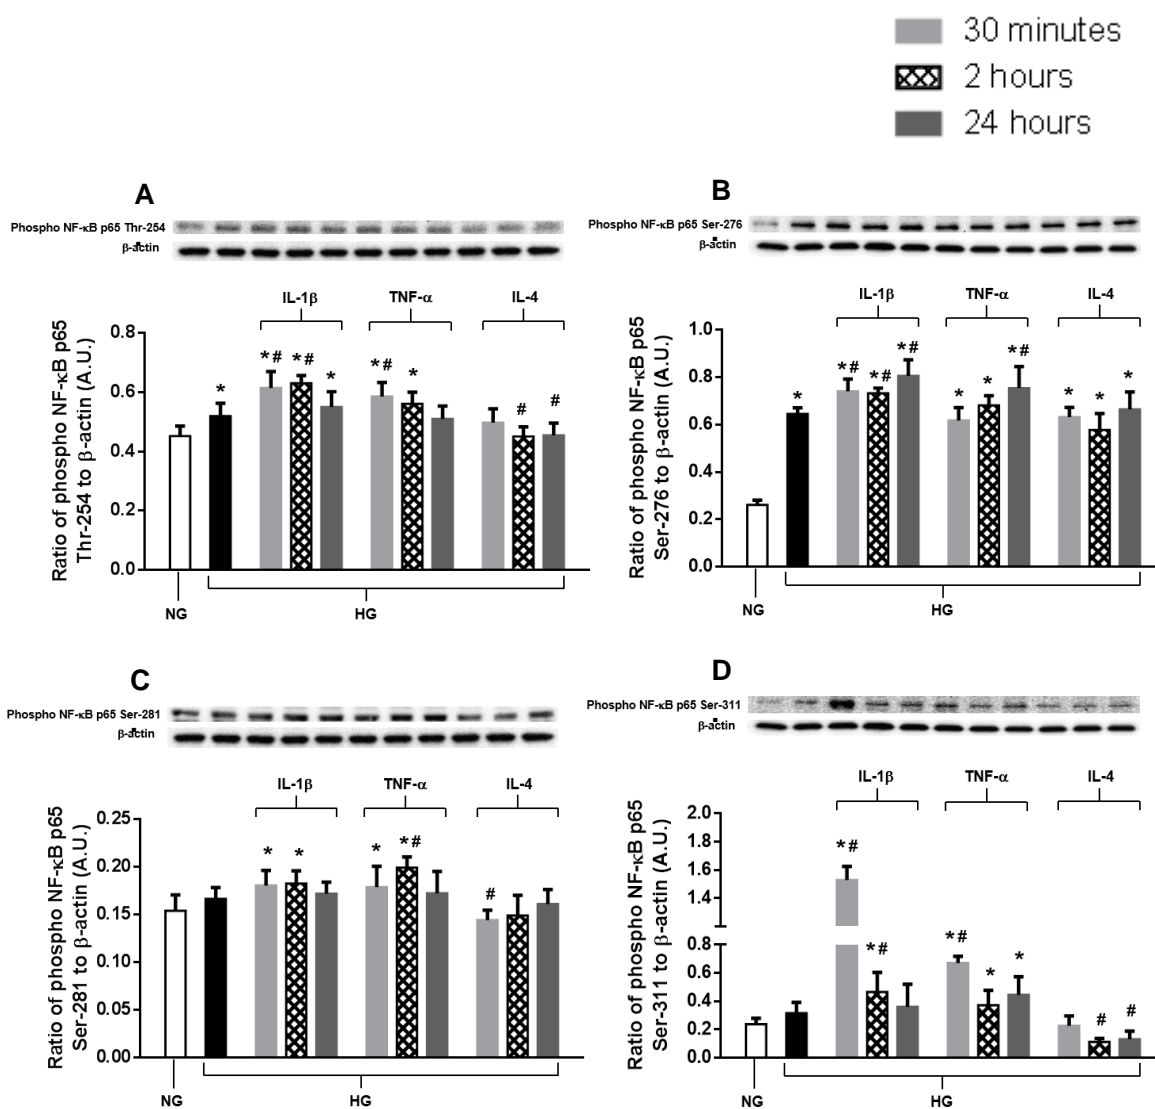 30 minutes
2 hours
24 hours
A
Phospho NF-κB p65 Thr-254
β-actin
IL-1β TNF-α IL-4
Ratio of phospho NF-κB p65
Thr-254 to β-actin (A.U.)
0.8
0.6
0.4
0.2
0.0
* *# *# * *# * # #
NG HG
B
Phospho NF-κB p65 Ser-276
β-actin
IL-1β TNF-α IL-4
Ratio of phospho NF-κB p65
Ser-276 to β-actin (A.U.)
1.0
0.8
0.6
0.4
0.2
0.0
* *# *# *# * * *# * * *
NG HG
C
Phospho NF-κB p65 Ser-281
β-actin
IL-1β TNF-α IL-4
Ratio of phospho NF-κB p65
Ser-281 to β-actin (A.U.)
0.25
0.20
0.15
0.10
0.05
0.00
* * * *# #
NG HG
D
Phospho NF-κB p65 Ser-311
β-actin
IL-1β TNF-α IL-4
Ratio of phospho NF-κB p65
Ser-311 to β-actin (A.U.)
2.0
1.8
1.6
1.4
0.8
0.6
0.4
0.2
0.0
*# *# *# * * # #
NG HG